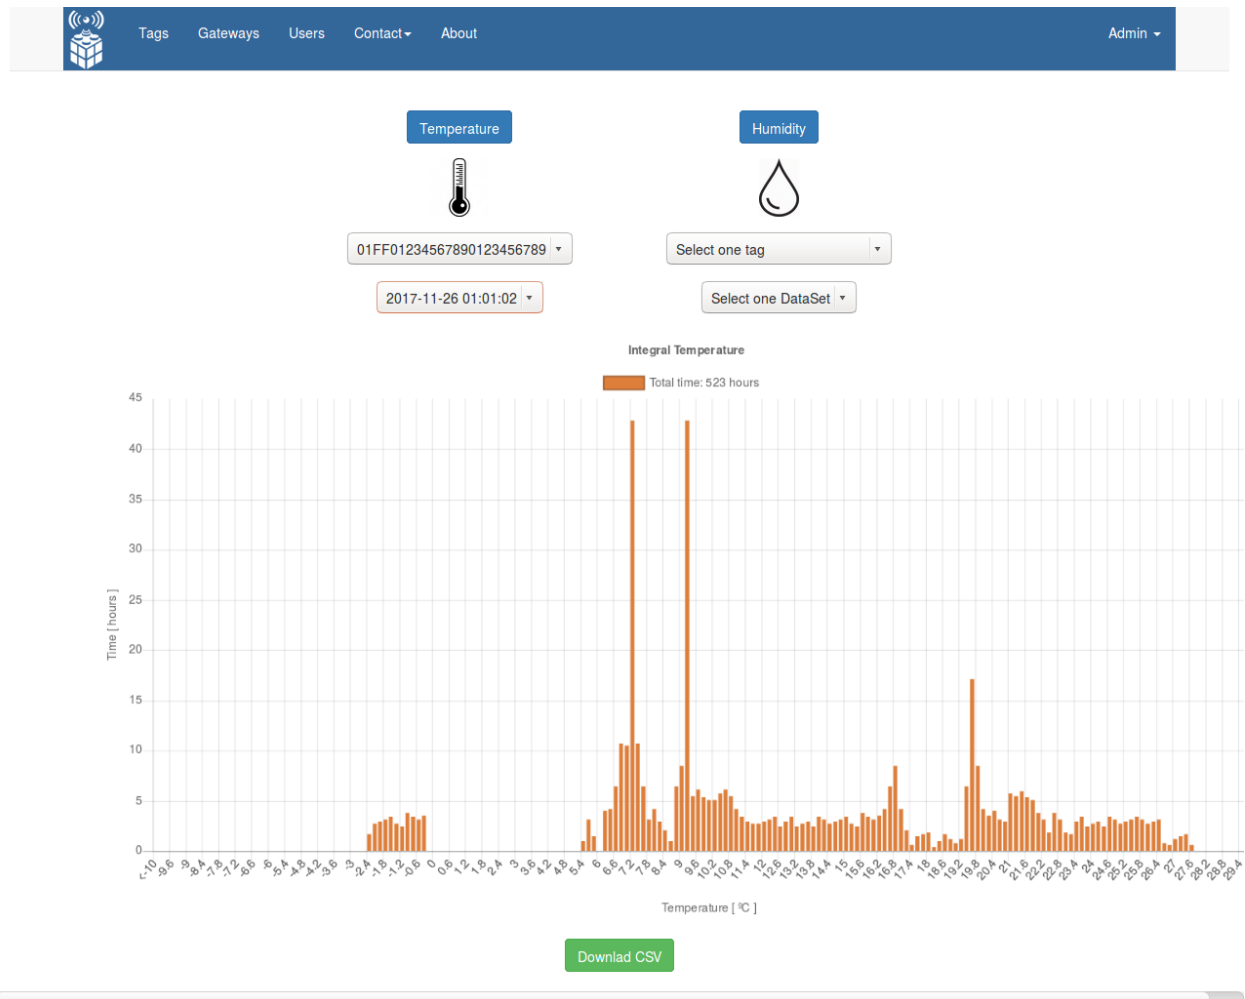 Tags Gateways Users Contact About Admin
Temperature Humidity
01FF01234567890123456789 Select one tag
2017-11-26 01:01:02 Select one DataSet
Integral Temperature
Total time: 523 hours
45
40
35
30
25
20
15
10
5
0
Time [ hours ]
<-10 -9.6 -9 -8.4 -7.8 -7.2 -6.6 -6 -5.4 -4.8 -4.2 -3.6 -3 -2.4 -1.8 -1.2 -0.6 0 0.6 1.2 1.8 2.4 3 3.6 4.2 4.8 5.4 6 6.6 7.2 7.8 8.4 9 9.6 10.2 10.8 11.4 12 12.6 13.2 13.8 14.4 15 15.6 16.2 16.8 17.4 18 18.6 19.2 19.8 20.4 21 21.6 22.2 22.8 23.4 24 24.6 25.2 25.8 26.4 27 27.6 28.2 28.8 29.4
Temperature [ ºC ]
Downlad CSV